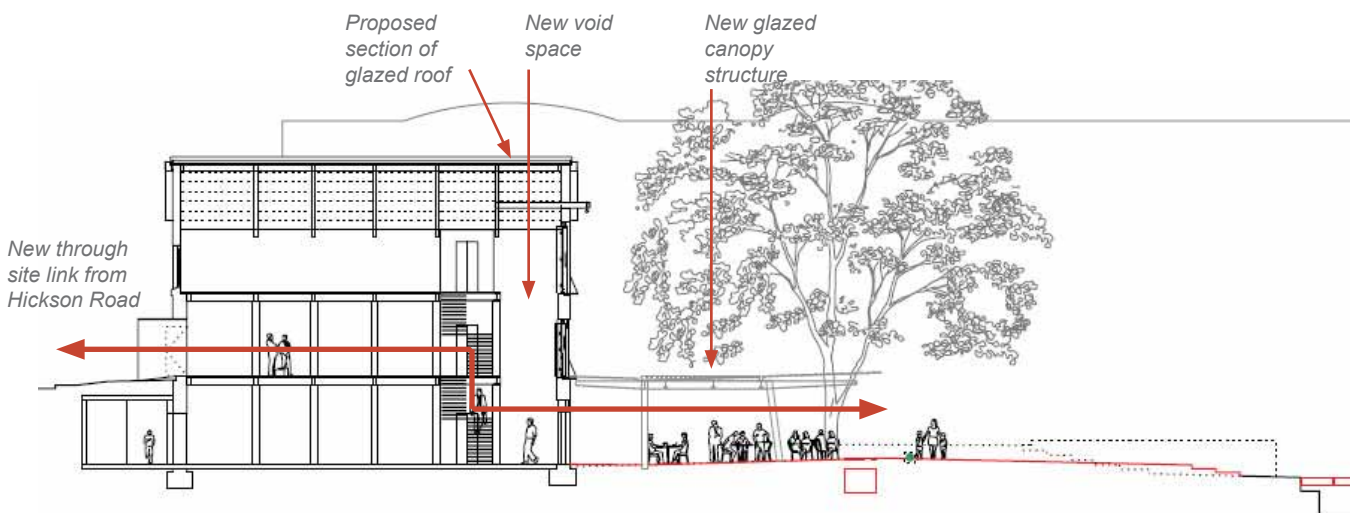 Proposed
section of
glazed roof
New void
space
New glazed
canopy
structure
New through
site link from
Hickson Road